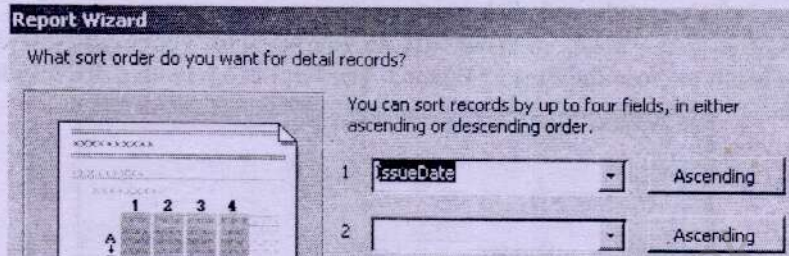 Report Wizard
What sort order do you want for detail records?
You can sort records by up to four fields, in either
ascending or descending order.
1 IssueDate Ascending
2 Ascending
1 2 3 4
A